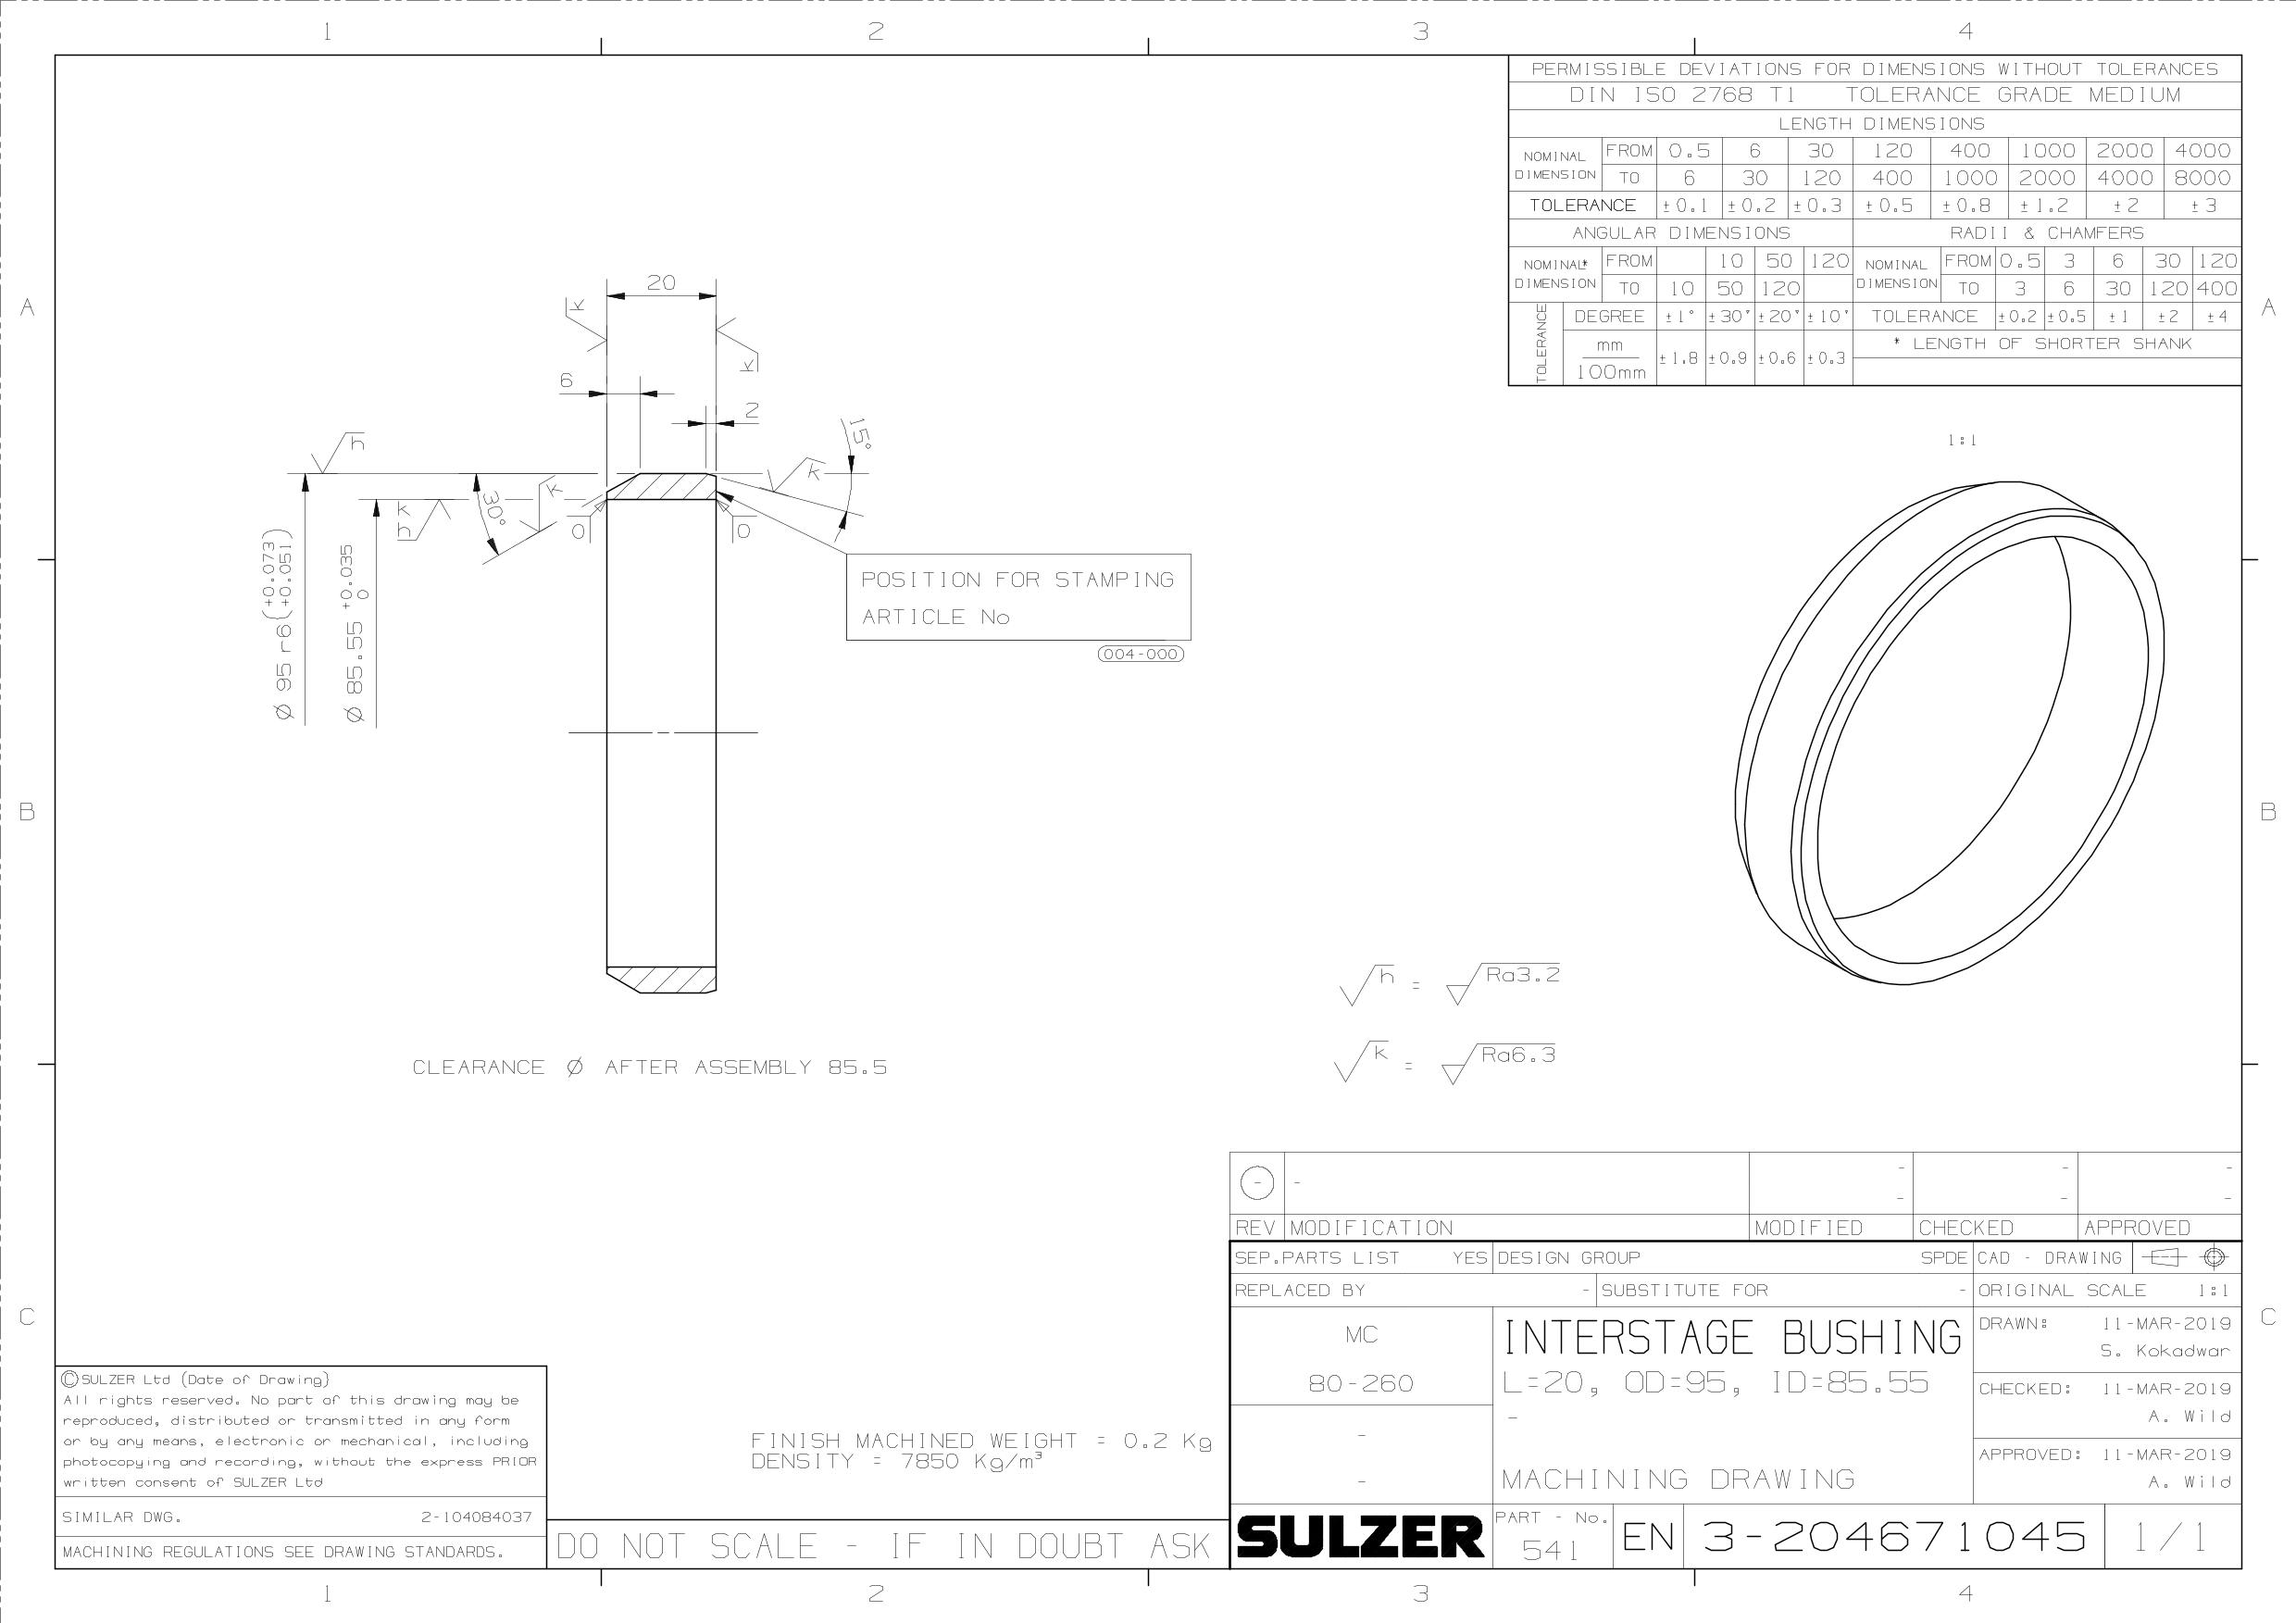 1 2 3 4
A
B
C
A
B
C
1 2 3 4
PERMISSIBLE DEVIATIONS FOR DIMENSIONS WITHOUT TOLERANCES
DIN ISO 2768 T1 TOLERANCE GRADE MEDIUM
LENGTH DIMENSIONS
NOMINAL DIMENSION FROM 0.5 6 30 120 400 1000 2000 4000
TO 6 30 120 400 1000 2000 4000 8000
TOLERANCE ±0.1 ±0.2 ±0.3 ±0.5 ±0.8 ±1.2 ±2 ±3
ANGULAR DIMENSIONS RADII & CHAMFERS
NOMINAL* DIMENSION FROM 10 50 120 NOMINAL DIMENSION FROM 0.5 3 6 30 120
TO 10 50 120 TO 3 6 30 120 400
TOLERANCE DEGREE ±1° ±30' ±20' ±10' TOLERANCE ±0.2 ±0.5 ±1 ±2 ±4
mm
100mm
±1.8 ±0.9 ±0.6 ±0.3
* LENGTH OF SHORTER SHANK
1:1
20
k
k
6
2
15°
h
k
k
k
h
30°
0
0
Ø 95 r6 (+0.073 +0.051)
Ø 85.55 +0.035 0
POSITION FOR STAMPING
ARTICLE No
004-000
CLEARANCE Ø AFTER ASSEMBLY 85.5
h = Ra3.2
k = Ra6.3
- - - - -
- - -
REV MODIFICATION MODIFIED CHECKED APPROVED
SEP.PARTS LIST YES DESIGN GROUP SPDE CAD - DRAWING
REPLACED BY - SUBSTITUTE FOR - ORIGINAL SCALE 1:1
MC
80-260
-
-
INTERSTAGE BUSHING
L=20, OD=95, ID=85.55
-
MACHINING DRAWING
DRAWN: 11-MAR-2019
S. Kokadwar
CHECKED: 11-MAR-2019
A. Wild
APPROVED: 11-MAR-2019
A. Wild
SULZER
PART - No.
541
EN 3-204671045 1/1
©SULZER Ltd (Date of Drawing)
All rights reserved. No part of this drawing may be
reproduced, distributed or transmitted in any form
or by any means, electronic or mechanical, including
photocopying and recording, without the express PRIOR
written consent of SULZER Ltd
SIMILAR DWG. 2-104084037
MACHINING REGULATIONS SEE DRAWING STANDARDS.
FINISH MACHINED WEIGHT = 0.2 Kg
DENSITY = 7850 Kg/m³
DO NOT SCALE - IF IN DOUBT ASK